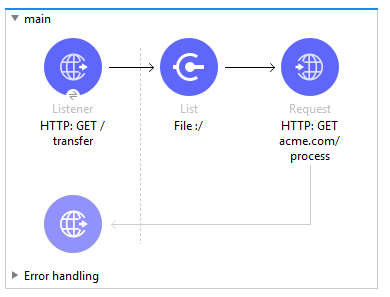 main
Listener
HTTP: GET /
transfer
List
File :/
Request
HTTP: GET
acme.com/
process
Error handling